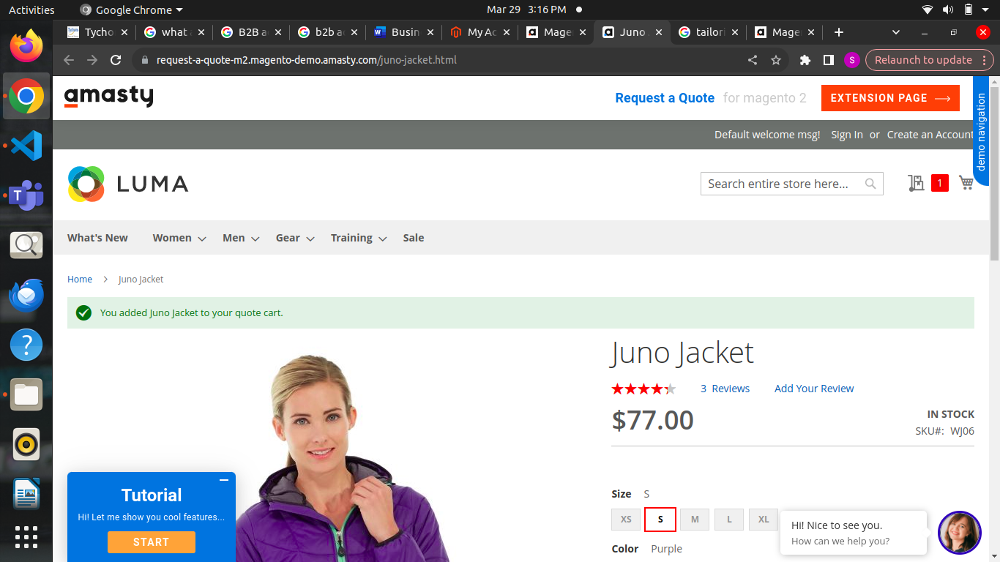 Activities Google Chrome Mar 29 3:16 PM
Tycho what a B2B a b2b a Busin My Ac Mage Juno tailori Mage
request-a-quote-m2.magento-demo.amasty.com/juno-jacket.html S Relaunch to update
amasty Request a Quote for magento 2 EXTENSION PAGE
demo navigation
Default welcome msg! Sign In or Create an Account
LUMA Search entire store here... 1
What's New Women Men Gear Training Sale
Home Juno Jacket
You added Juno Jacket to your quote cart.
Juno Jacket
3 Reviews Add Your Review
$77.00 IN STOCK
SKU#: WJ06
Size S
XS S M L XL
Color Purple
Tutorial
Hi! Let me show you cool features...
START
Hi! Nice to see you.
How can we help you?